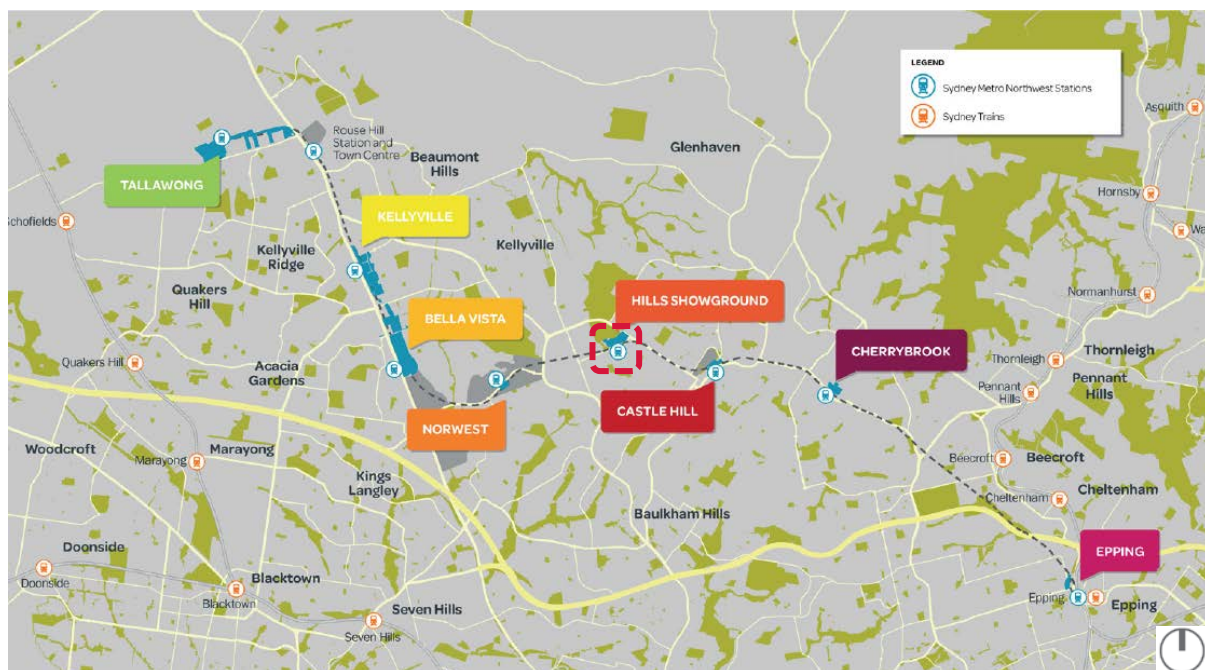 LEGEND
Sydney Metro Northwest Stations
Sydney Trains
Asquith
Rouse Hill
Station and
Town Centre
Beaumont
Hills
Glenhaven
TALLAWONG
Hornsby
KELLYVILLE
Schofields
Kellyville
Kellyville
Ridge
Quakers
Hill
Normanhurst
HILLS SHOWGROUND
BELLA VISTA
CHERRYBROOK
Quakers Hill
Acacia
Gardens
Thornleigh
Thornleigh
Pennant
Hills
Pennant
Hills
CASTLE HILL
NORWEST
Woodcroft
Marayong
Marayong
Kings
Langley
Beecroft
Beecroft
Cheltenham
Cheltenham
Baulkham Hills
Doonside
Doonside
Blacktown
Blacktown
EPPING
Seven Hills
Seven Hills
Epping
Epping